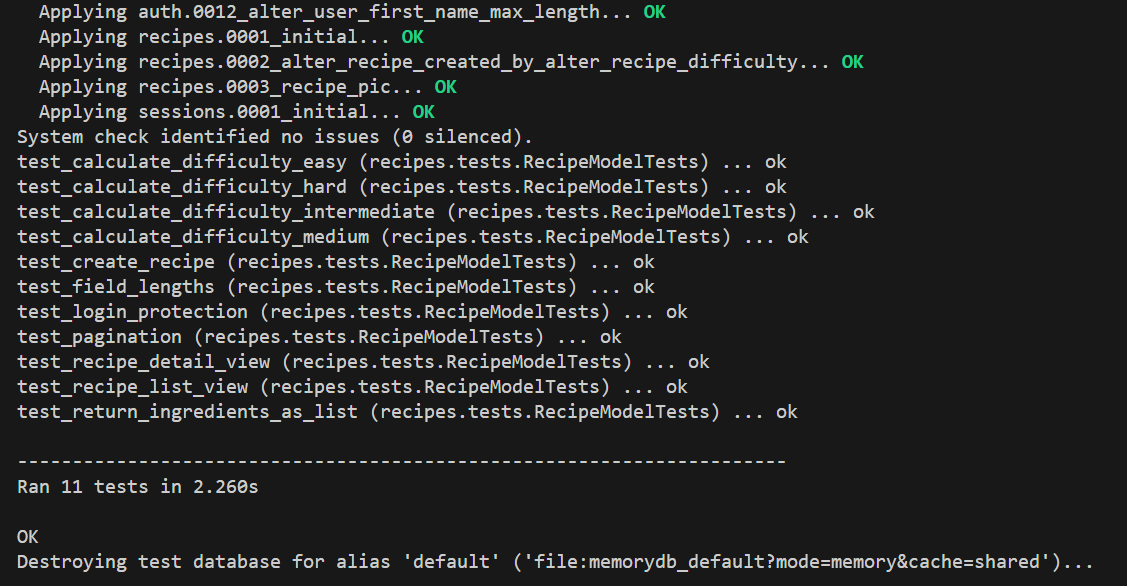 Applying auth.0012_alter_user_first_name_max_length... OK
Applying recipes.0001_initial... OK
Applying recipes.0002_alter_recipe_created_by_alter_recipe_difficulty... OK
Applying recipes.0003_recipe_pic... OK
Applying sessions.0001_initial... OK
System check identified no issues (0 silenced).
test_calculate_difficulty_easy (recipes.tests.RecipeModelTests) ... ok
test_calculate_difficulty_hard (recipes.tests.RecipeModelTests) ... ok
test_calculate_difficulty_intermediate (recipes.tests.RecipeModelTests) ... ok
test_calculate_difficulty_medium (recipes.tests.RecipeModelTests) ... ok
test_create_recipe (recipes.tests.RecipeModelTests) ... ok
test_field_lengths (recipes.tests.RecipeModelTests) ... ok
test_login_protection (recipes.tests.RecipeModelTests) ... ok
test_pagination (recipes.tests.RecipeModelTests) ... ok
test_recipe_detail_view (recipes.tests.RecipeModelTests) ... ok
test_recipe_list_view (recipes.tests.RecipeModelTests) ... ok
test_return_ingredients_as_list (recipes.tests.RecipeModelTests) ... ok
----------------------------------------------------------------------
Ran 11 tests in 2.260s
OK
Destroying test database for alias 'default' ('file:memorydb_default?mode=memory&cache=shared')...